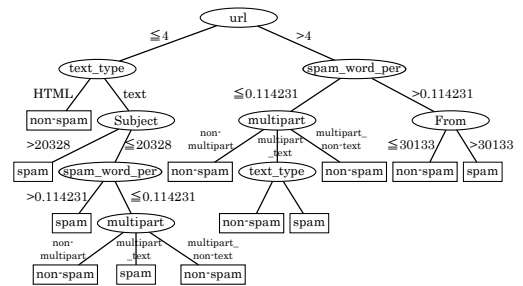 url
≦4 >4
text_type spam_word_per
HTML text ≦0.114231 >0.114231
non-spam Subject multipart From
>20328 ≦20328 non-multipart multipart_text multipart_non-text ≦30133 >30133
spam spam_word_per non-spam text_type non-spam non-spam spam
>0.114231 ≦0.114231
spam multipart non-spam spam
non-multipart multipart_text multipart_non-text
non-spam spam non-spam